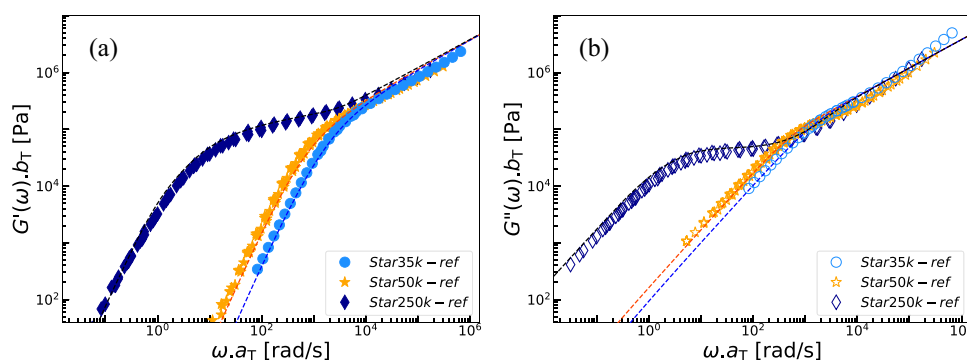 (a)
G'(ω).b_T [Pa]
10^6
10^4
10^2
Star35k − ref
Star50k − ref
Star250k − ref
10^0 10^2 10^4 10^6
ω.a_T [rad/s]
(b)
G''(ω).b_T [Pa]
10^6
10^4
10^2
Star35k − ref
Star50k − ref
Star250k − ref
10^0 10^2 10^4
ω.a_T [rad/s]